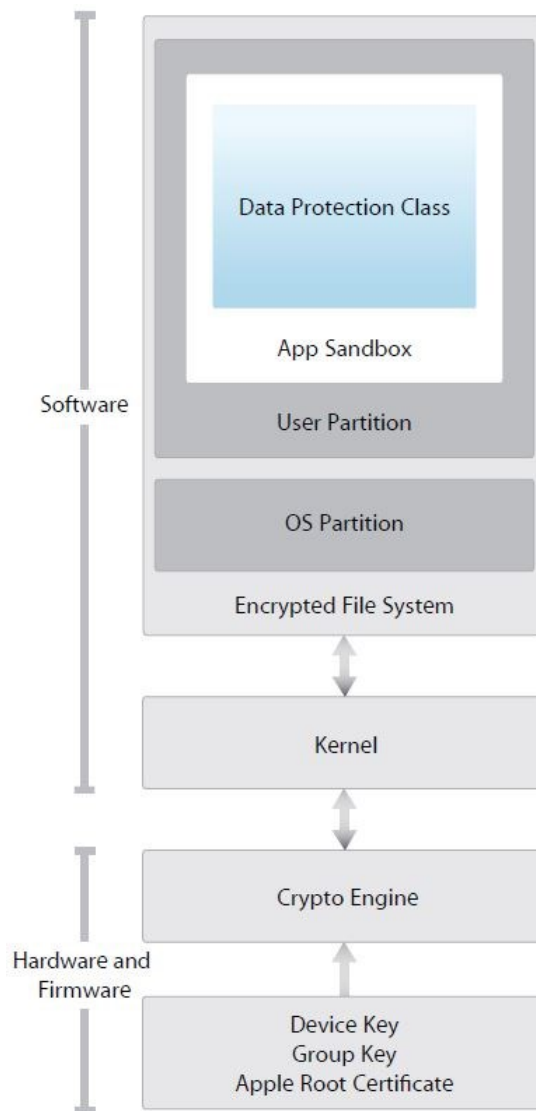 Data Protection Class
App Sandbox
User Partition
OS Partition
Encrypted File System
Software
Kernel
Crypto Engine
Hardware and
Firmware
Device Key
Group Key
Apple Root Certificate